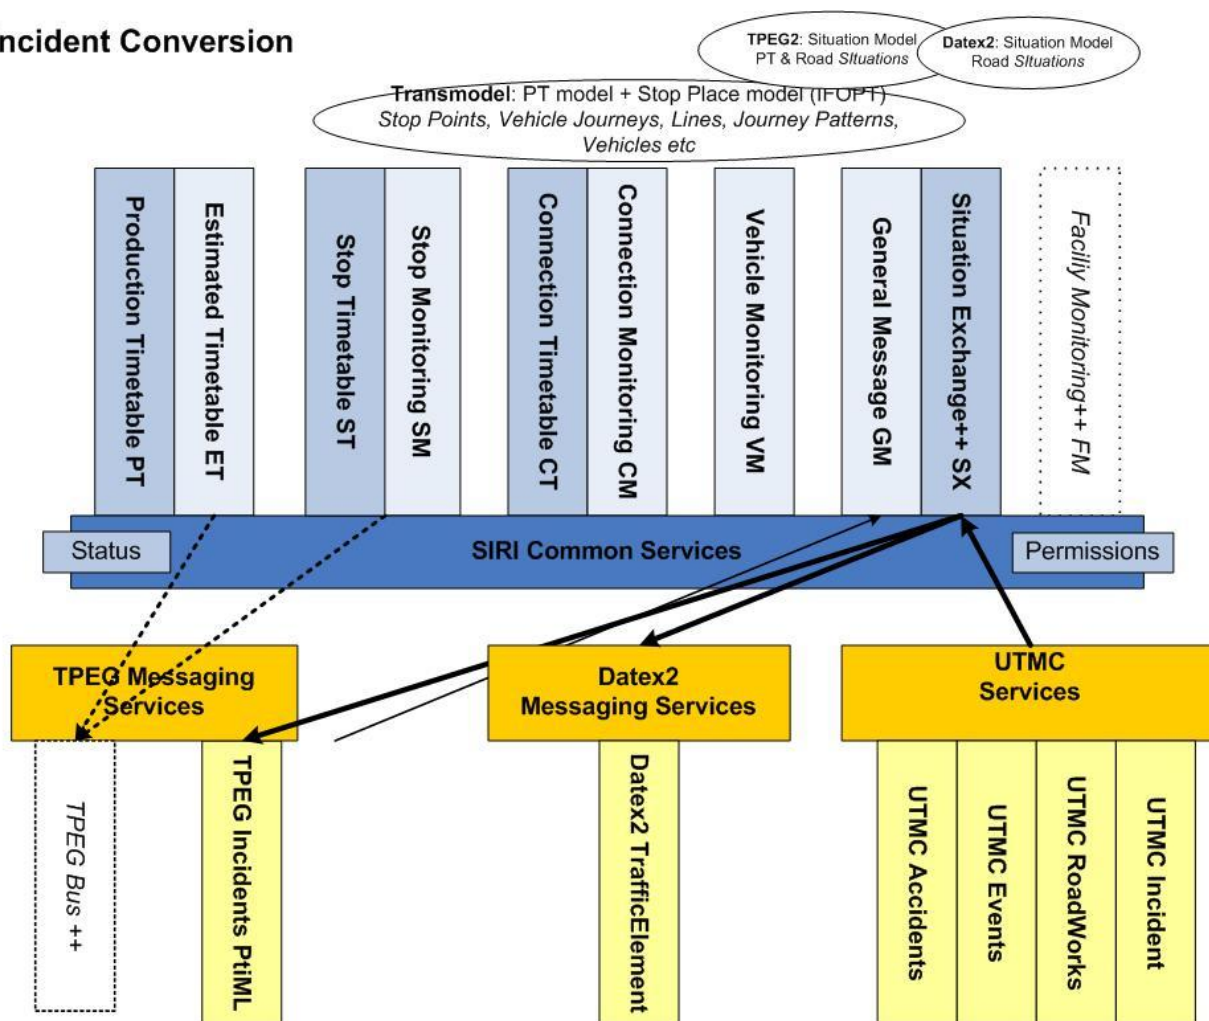 ncident Conversion
TPEG2: Situation Model
PT & Road SItuations
Datex2: Situation Model
Road SItuations
Transmodel: PT model + Stop Place model (IFOPT)
Stop Points, Vehicle Journeys, Lines, Journey Patterns,
Vehicles etc
Production Timetable PT
Estimated Timetable ET
Stop Timetable ST
Stop Monitoring SM
Connection Timetable CT
Connection Monitoring CM
Vehicle Monitoring VM
General Message GM
Situation Exchange++ SX
Faciliy Monitoring++ FM
Status
SIRI Common Services
Permissions
TPEG Messaging
Services
Datex2
Messaging Services
UTMC
Services
TPEG Bus ++
TPEG Incidents PtiML
Datex2 TrafficElement
UTMC Accidents
UTMC Events
UTMC RoadWorks
UTMC Incident